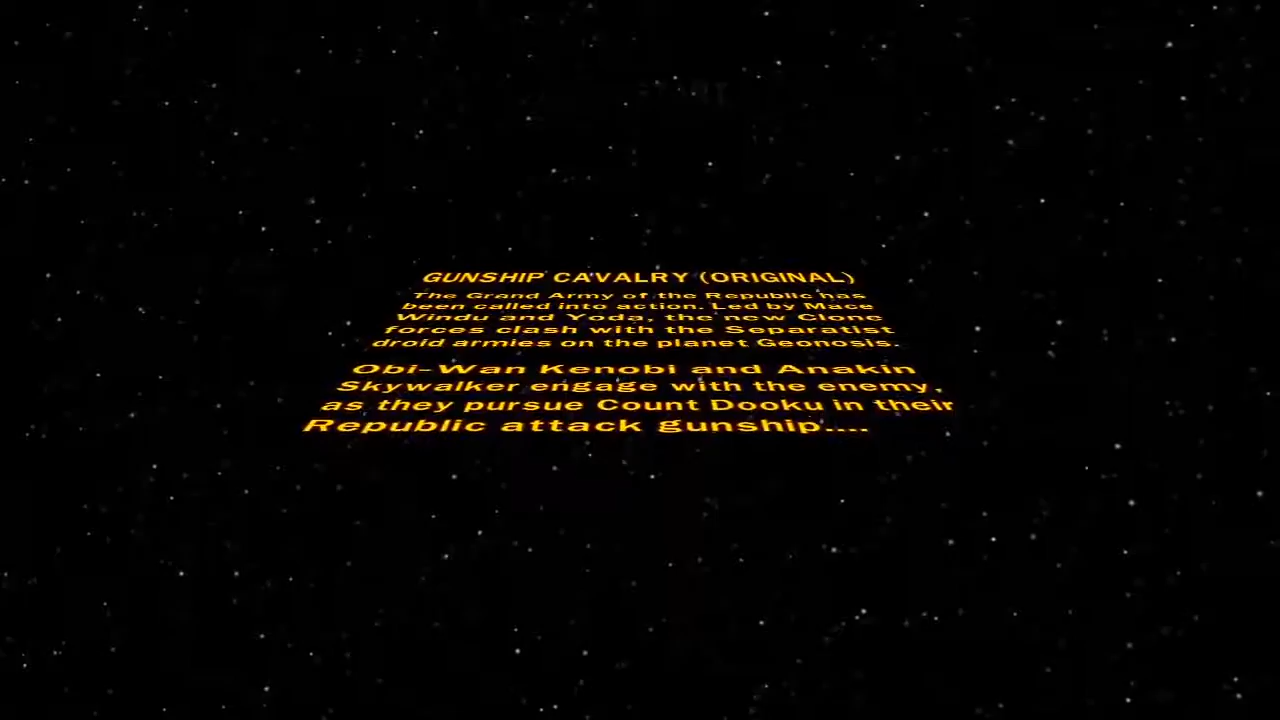 GUNSHIP CAVALRY (ORIGINAL)
The Grand Army of the Republic has
been called into action. Led by Mace
Windu and Yoda, the new Clone
forces clash with the Separatist
droid armies on the planet Geonosis.
Obi-Wan Kenobi and Anakin
Skywalker engage with the enemy,
as they pursue Count Dooku in their
Republic attack gunship....